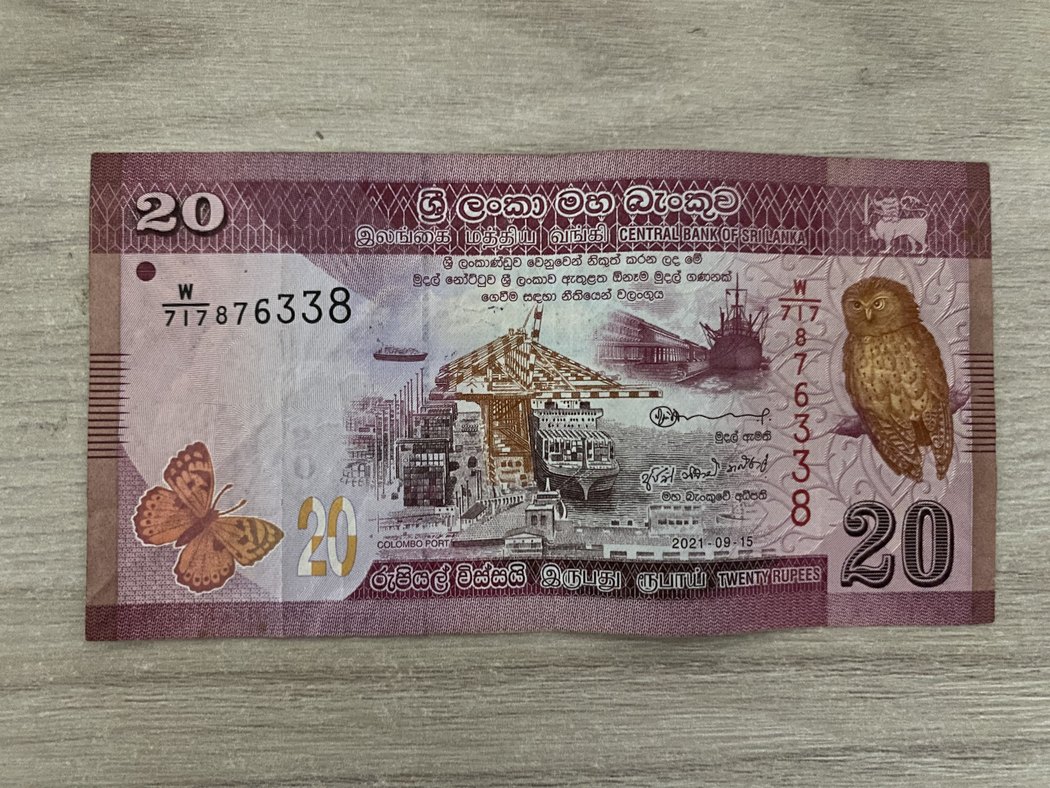 20
ශ්‍රී ලංකා මහ බැංකුව
இலங்கை மத்திய வங்கி CENTRAL BANK OF SRI LANKA
ශ්‍රී ලංකාණ්ඩුව වෙනුවෙන් නිකුත් කරන ලද මේ
මුදල් නෝට්ටුව ශ්‍රී ලංකාව ඇතුළත ඕනෑම මුදල් ගණනක්
ගෙවීම සඳහා නීතියෙන් වලංගුය
W/717 876338
W/717 876338
මුදල් ඇමති
මහ බැංකුවේ අධිපති
20
COLOMBO PORT
2021-09-15
20
රුපියල් විස්සයි இருபது ரூபாய் TWENTY RUPEES